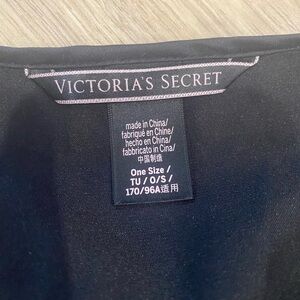 VICTORIA'S SECRET
made in China/
fabriqué en Chine/
hecho en China/
fabbricato in Cina/
中国制造
One Size /
TU / O/S /
170/96A适用